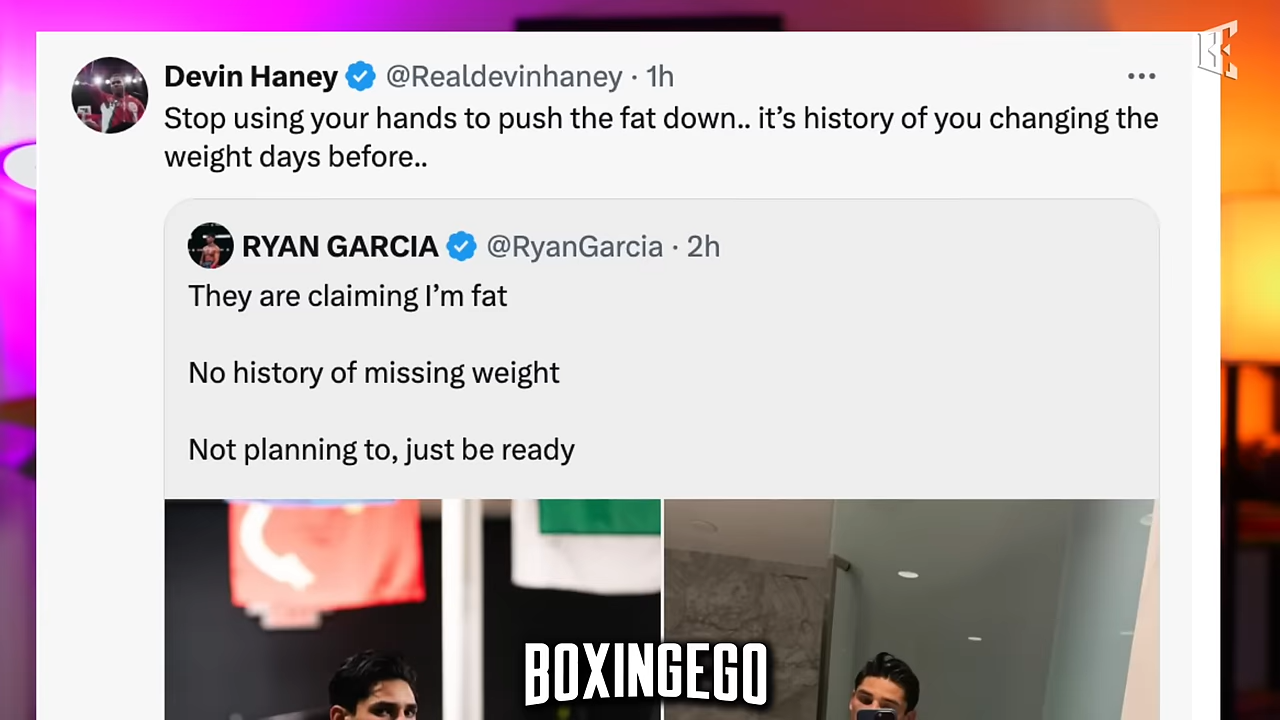 Devin Haney @Realdevinhaney · 1h
Stop using your hands to push the fat down.. it’s history of you changing the
weight days before..
RYAN GARCIA @RyanGarcia · 2h
They are claiming I’m fat
No history of missing weight
Not planning to, just be ready
BOXINGEGO